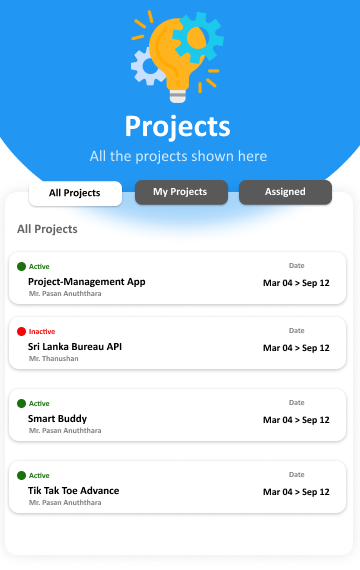 Projects
All the projects shown here
All Projects
My Projects
Assigned
All Projects
Active
Date
Project-Management App
Mar 04 > Sep 12
Mr. Pasan Anuththara
Inactive
Date
Sri Lanka Bureau API
Mar 04 > Sep 12
Mr. Thanushan
Active
Date
Smart Buddy
Mar 04 > Sep 12
Mr. Pasan Anuththara
Active
Date
Tik Tak Toe Advance
Mar 04 > Sep 12
Mr. Pasan Anuththara